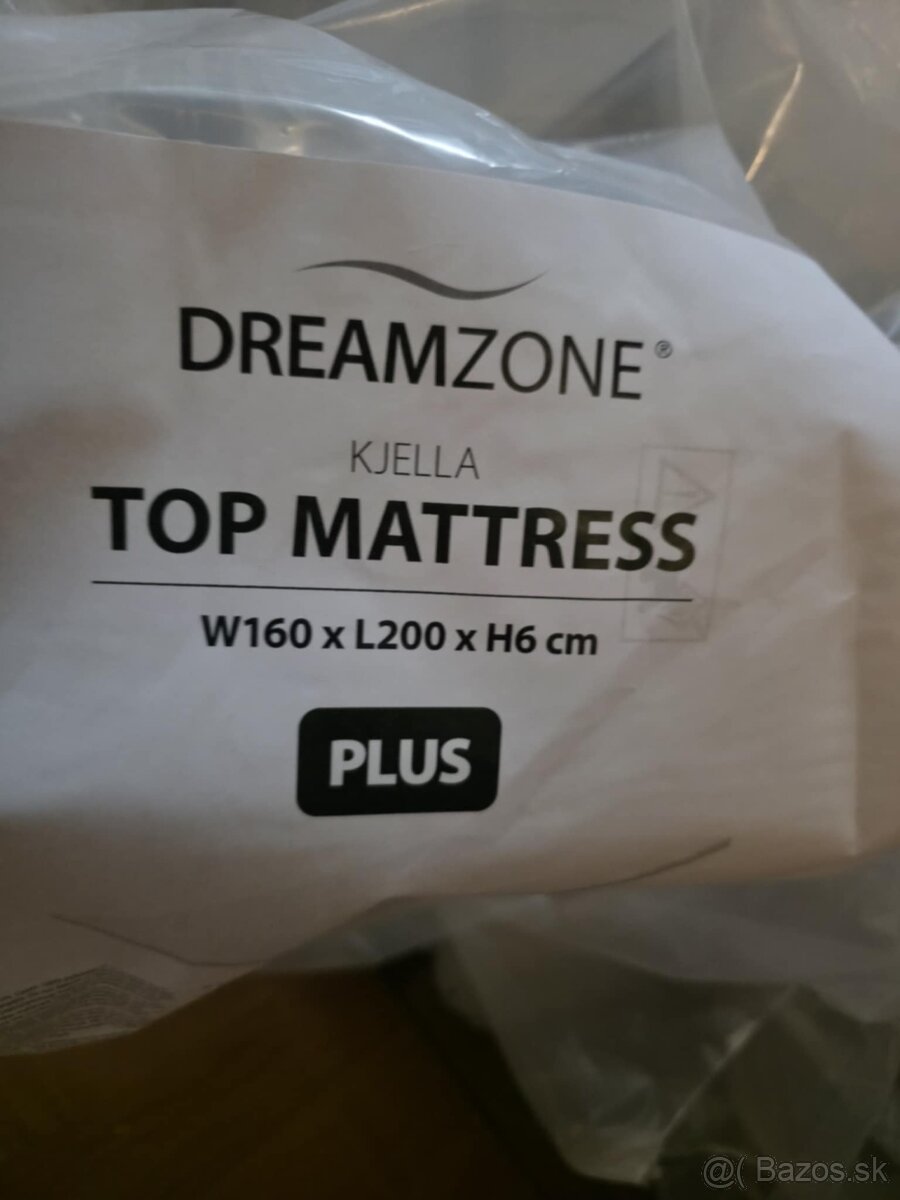 DREAMZONE®
KJELLA
TOP MATTRESS
W160 x L200 x H6 cm
PLUS
@( Bazos.sk